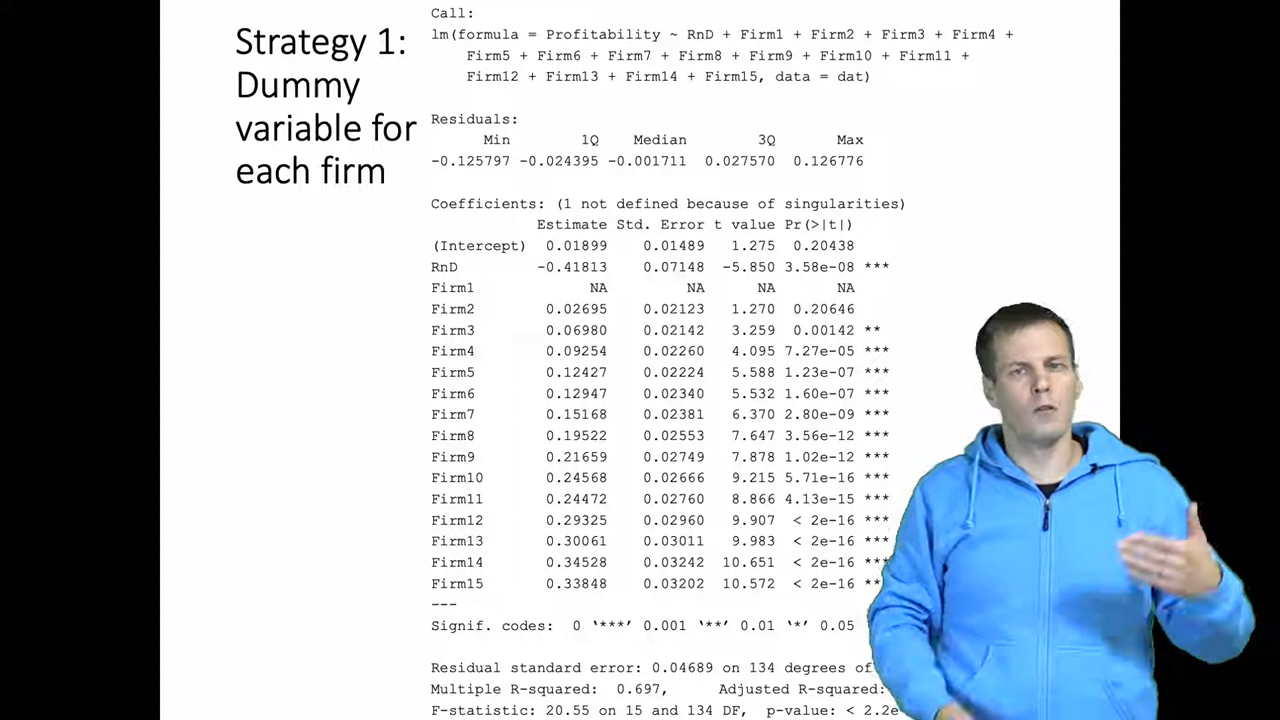 Strategy 1:
Dummy
variable for
each firm
Call:
lm(formula = Profitability ~ RnD + Firm1 + Firm2 + Firm3 + Firm4 +
Firm5 + Firm6 + Firm7 + Firm8 + Firm9 + Firm10 + Firm11 +
Firm12 + Firm13 + Firm14 + Firm15, data = dat)
Residuals:
Min 1Q Median 3Q Max
-0.125797 -0.024395 -0.001711 0.027570 0.126776
Coefficients: (1 not defined because of singularities)
Estimate Std. Error t value Pr(>|t|)
(Intercept) 0.01899 0.01489 1.275 0.20438
RnD -0.41813 0.07148 -5.850 3.58e-08 ***
Firm1 NA NA NA NA
Firm2 0.02695 0.02123 1.270 0.20646
Firm3 0.06980 0.02142 3.259 0.00142 **
Firm4 0.09254 0.02260 4.095 7.27e-05 ***
Firm5 0.12427 0.02224 5.588 1.23e-07 ***
Firm6 0.12947 0.02340 5.532 1.60e-07 ***
Firm7 0.15168 0.02381 6.370 2.80e-09 ***
Firm8 0.19522 0.02553 7.647 3.56e-12 ***
Firm9 0.21659 0.02749 7.878 1.02e-12 ***
Firm10 0.24568 0.02666 9.215 5.71e-16 ***
Firm11 0.24472 0.02760 8.866 4.13e-15 ***
Firm12 0.29325 0.02960 9.907 < 2e-16 ***
Firm13 0.30061 0.03011 9.983 < 2e-16 ***
Firm14 0.34528 0.03242 10.651 < 2e-16 ***
Firm15 0.33848 0.03202 10.572 < 2e-16 **
---
Signif. codes: 0 ‘***’ 0.001 ‘**’ 0.01 ‘*’ 0.05
Residual standard error: 0.04689 on 134 degrees of
Multiple R-squared: 0.697, Adjusted R-squared:
F-statistic: 20.55 on 15 and 134 DF, p-value: < 2.2e